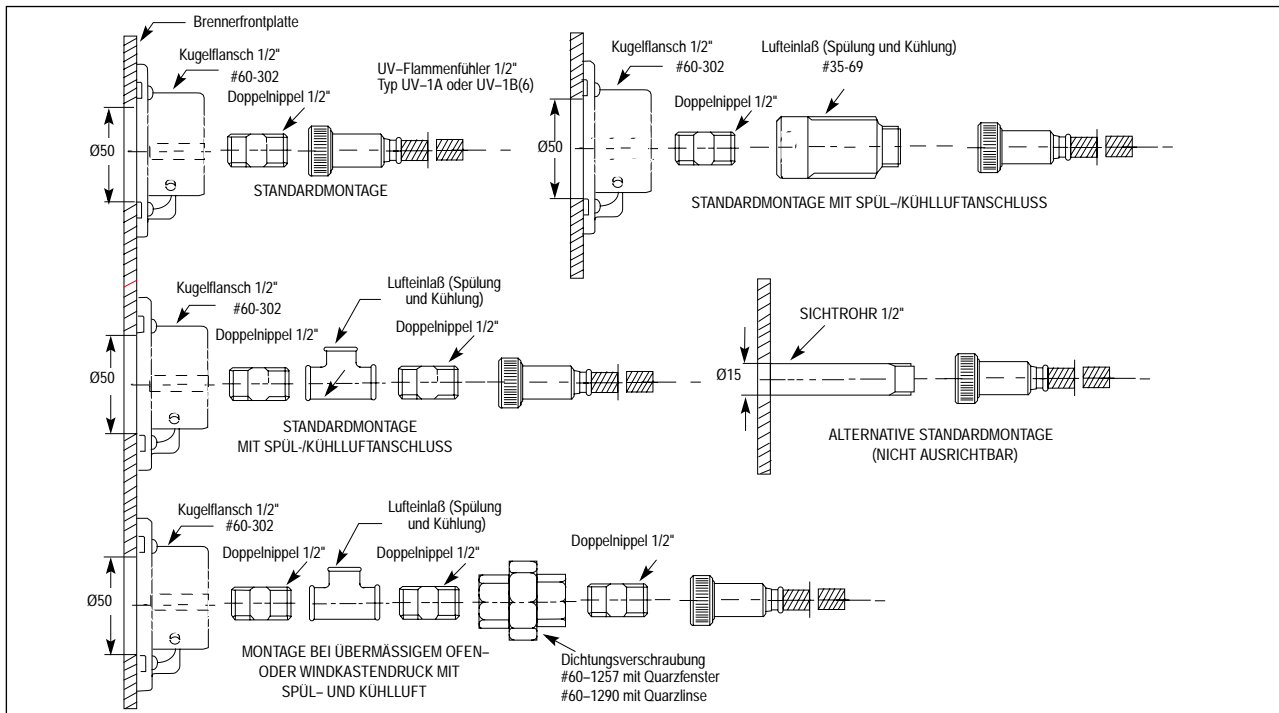 Brennerfrontplatte
Kugelflansch 1/2"
#60-302
Doppelnippel 1/2"
UV–Flammenfühler 1/2"
Typ UV–1A oder UV–1B(6)
Ø50
STANDARDMONTAGE
Kugelflansch 1/2"
#60-302
Doppelnippel 1/2"
Lufteinlaß (Spülung und Kühlung)
#35-69
Ø50
STANDARDMONTAGE MIT SPÜL–/KÜHLLUFTANSCHLUSS
Kugelflansch 1/2"
#60-302
Doppelnippel 1/2"
Lufteinlaß (Spülung
und Kühlung)
Doppelnippel 1/2"
Ø50
STANDARDMONTAGE
MIT SPÜL-/KÜHLLUFTANSCHLUSS
SICHTROHR 1/2"
Ø15
ALTERNATIVE STANDARDMONTAGE
(NICHT AUSRICHTBAR)
Kugelflansch 1/2"
#60-302
Doppelnippel 1/2"
Lufteinlaß (Spülung
und Kühlung)
Doppelnippel 1/2"
Doppelnippel 1/2"
Ø50
MONTAGE BEI ÜBERMÄSSIGEM OFEN–
ODER WINDKASTENDRUCK MIT
SPÜL– UND KÜHLLUFT
Dichtungsverschraubung
#60–1257 mit Quarzfenster
#60–1290 mit Quarzlinse